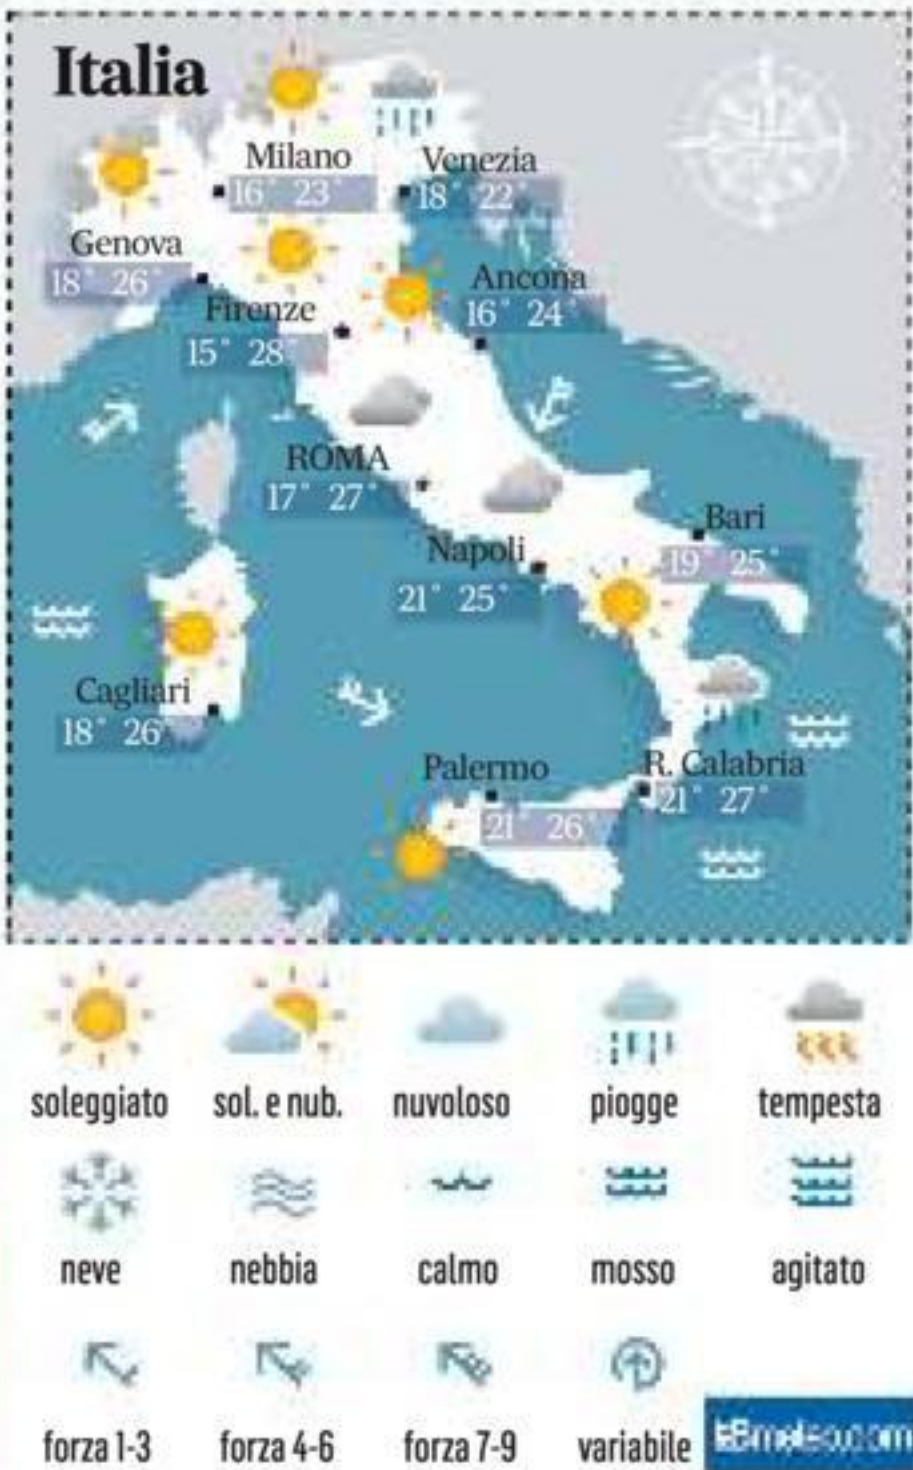 Italia
Milano
16° 23°
Venezia
18° 22°
Genova
18° 26°
Ancona
16° 24°
Firenze
15° 28°
ROMA
17° 27°
Bari
19° 25°
Napoli
21° 25°
Cagliari
18° 26°
Palermo
21° 26°
R. Calabria
21° 27°
soleggiato sol. e nub. nuvoloso piogge tempesta
neve nebbia calmo mosso agitato
forza 1-3 forza 4-6 forza 7-9 variabile